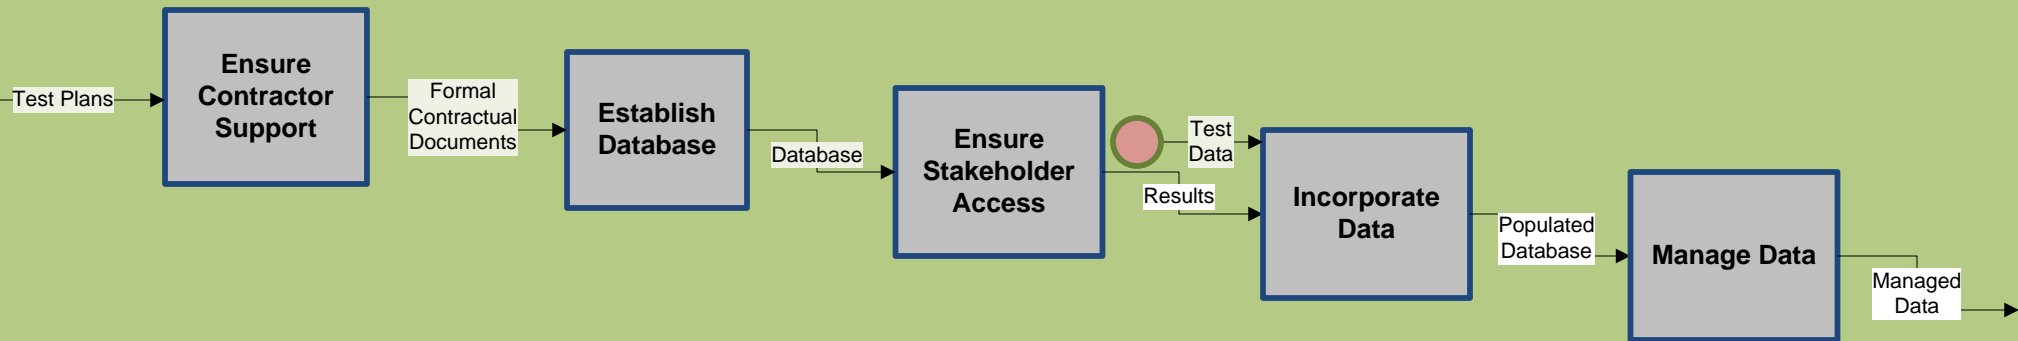 Test Plans
Ensure
Contractor
Support
Formal
Contractual
Documents
Establish
Database
Database
Ensure
Stakeholder
Access
Test
Data
Results
Incorporate
Data
Populated
Database
Manage Data
Managed
Data